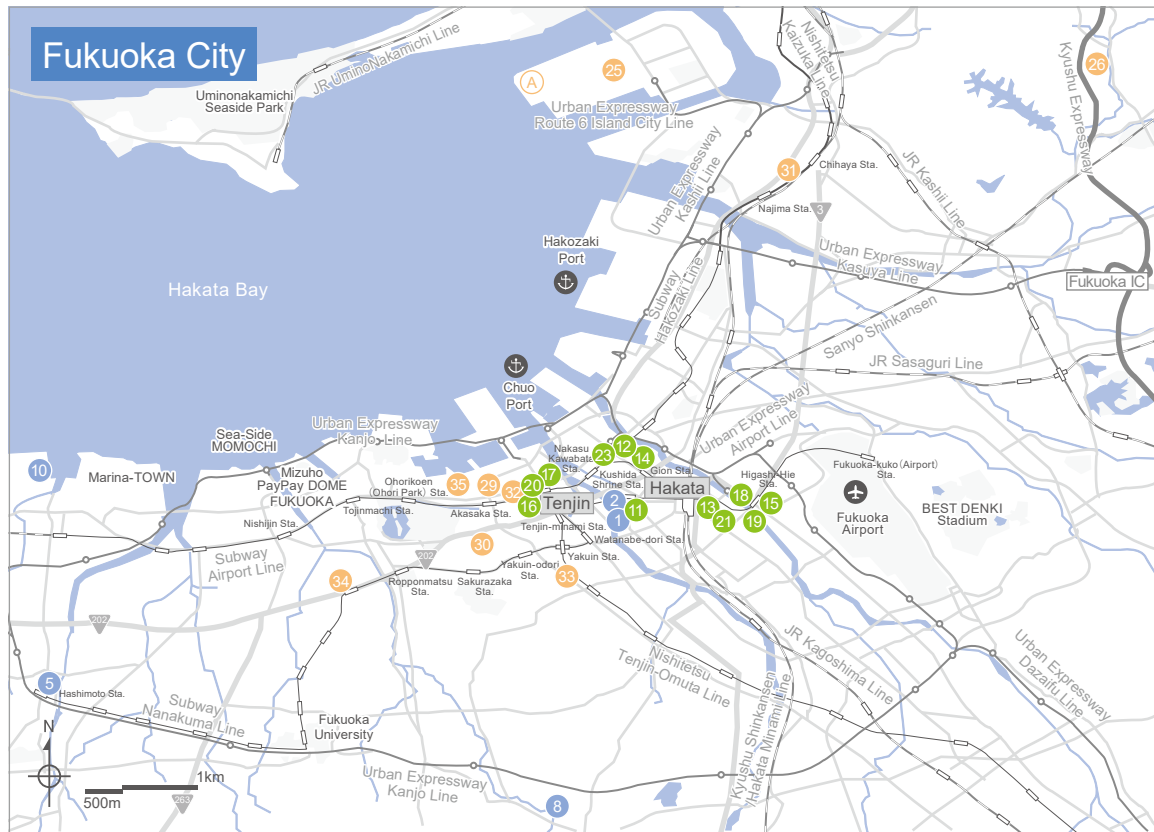 Fukuoka City
JR UminoNakamichi Line
Uminonakamichi
Seaside Park
A
25
Urban Expressway
Route 6 Island City Line
Nishitetsu
Kaizuka Line
26
Kyushu Expressway
31
Chihaya Sta.
JR Kashii Line
Urban Expressway
Kashii Line
Najima Sta.
3
Hakozaki
Port
Urban Expressway
Kasuya Line
Fukuoka IC
Hakata Bay
Subway
Hakozaki Line
Sanyo Shinkansen
JR Sasaguri Line
Chuo
Port
Urban Expressway
Airport Line
Urban Expressway
Kanjo Line
Sea-Side
MOMOCHI
10
Marina-TOWN
Mizuho
PayPay DOME
FUKUOKA
Nakasu
Kawabata
Sta.
12
23
14
Gion Sta.
Kushida
Shrine Sta.
Higashi-Hie
Sta.
Fukuoka-kuko(Airport)
Sta.
Ohorikoen
(Ohori Park) Sta.
35
29
32
20
17
16
Tenjin
Hakata
2
1
11
13
18
15
21
19
Fukuoka
Airport
BEST DENKI
Stadium
Tojinmachi Sta.
Akasaka Sta.
Nishijin Sta.
Tenjin-minami Sta.
Watanabe-dori Sta.
Subway
Airport Line
30
202
Yakuin Sta.
Yakuin-odori
Sta.
34
Ropponmatsu
Sta.
Sakurazaka
Sta.
33
202
JR Kagoshima Line
Urban Expressway
Dazaifu Line
Nishitetsu
Tenjin-Omuta Line
5
Hashimoto Sta.
Subway
Nanakuma Line
Fukuoka
University
Kyushu Shinkansen
/Hakata Minami Line
N
1km
500m
263
Urban Expressway
Kanjo Line
8